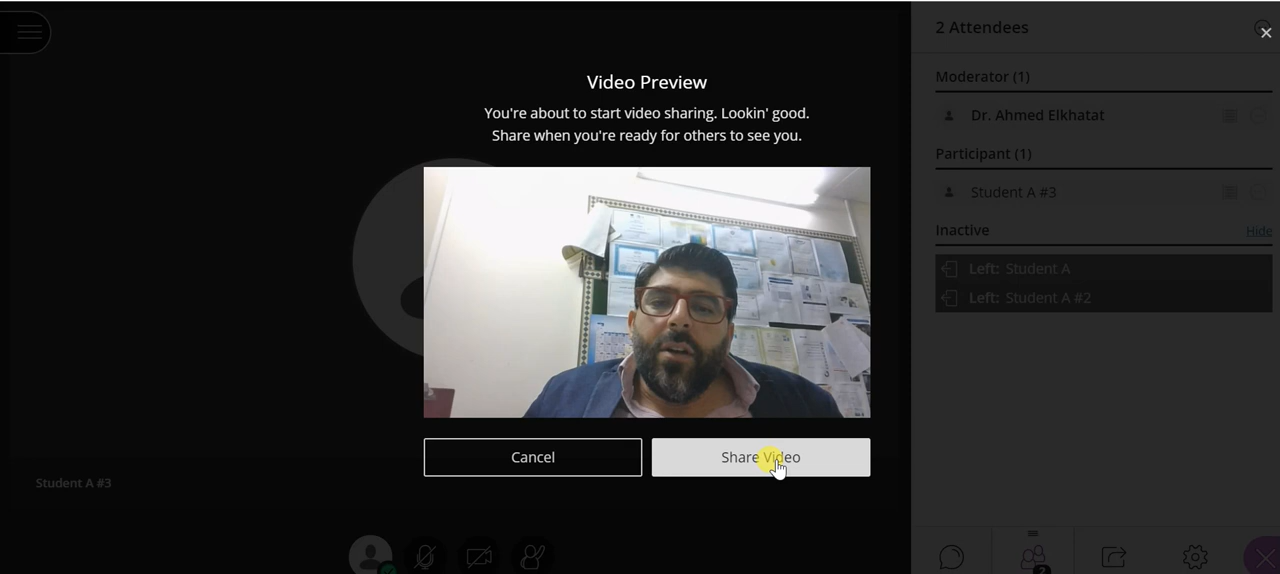 2 Attendees
Video Preview
You're about to start video sharing. Lookin' good.
Share when you're ready for others to see you.
Cancel
Share Video
Student A #3
Moderator (1)
Dr. Ahmed Elkhatat
Participant (1)
Student A #3
Inactive
Hide
Left: Student A
Left: Student A #2
2